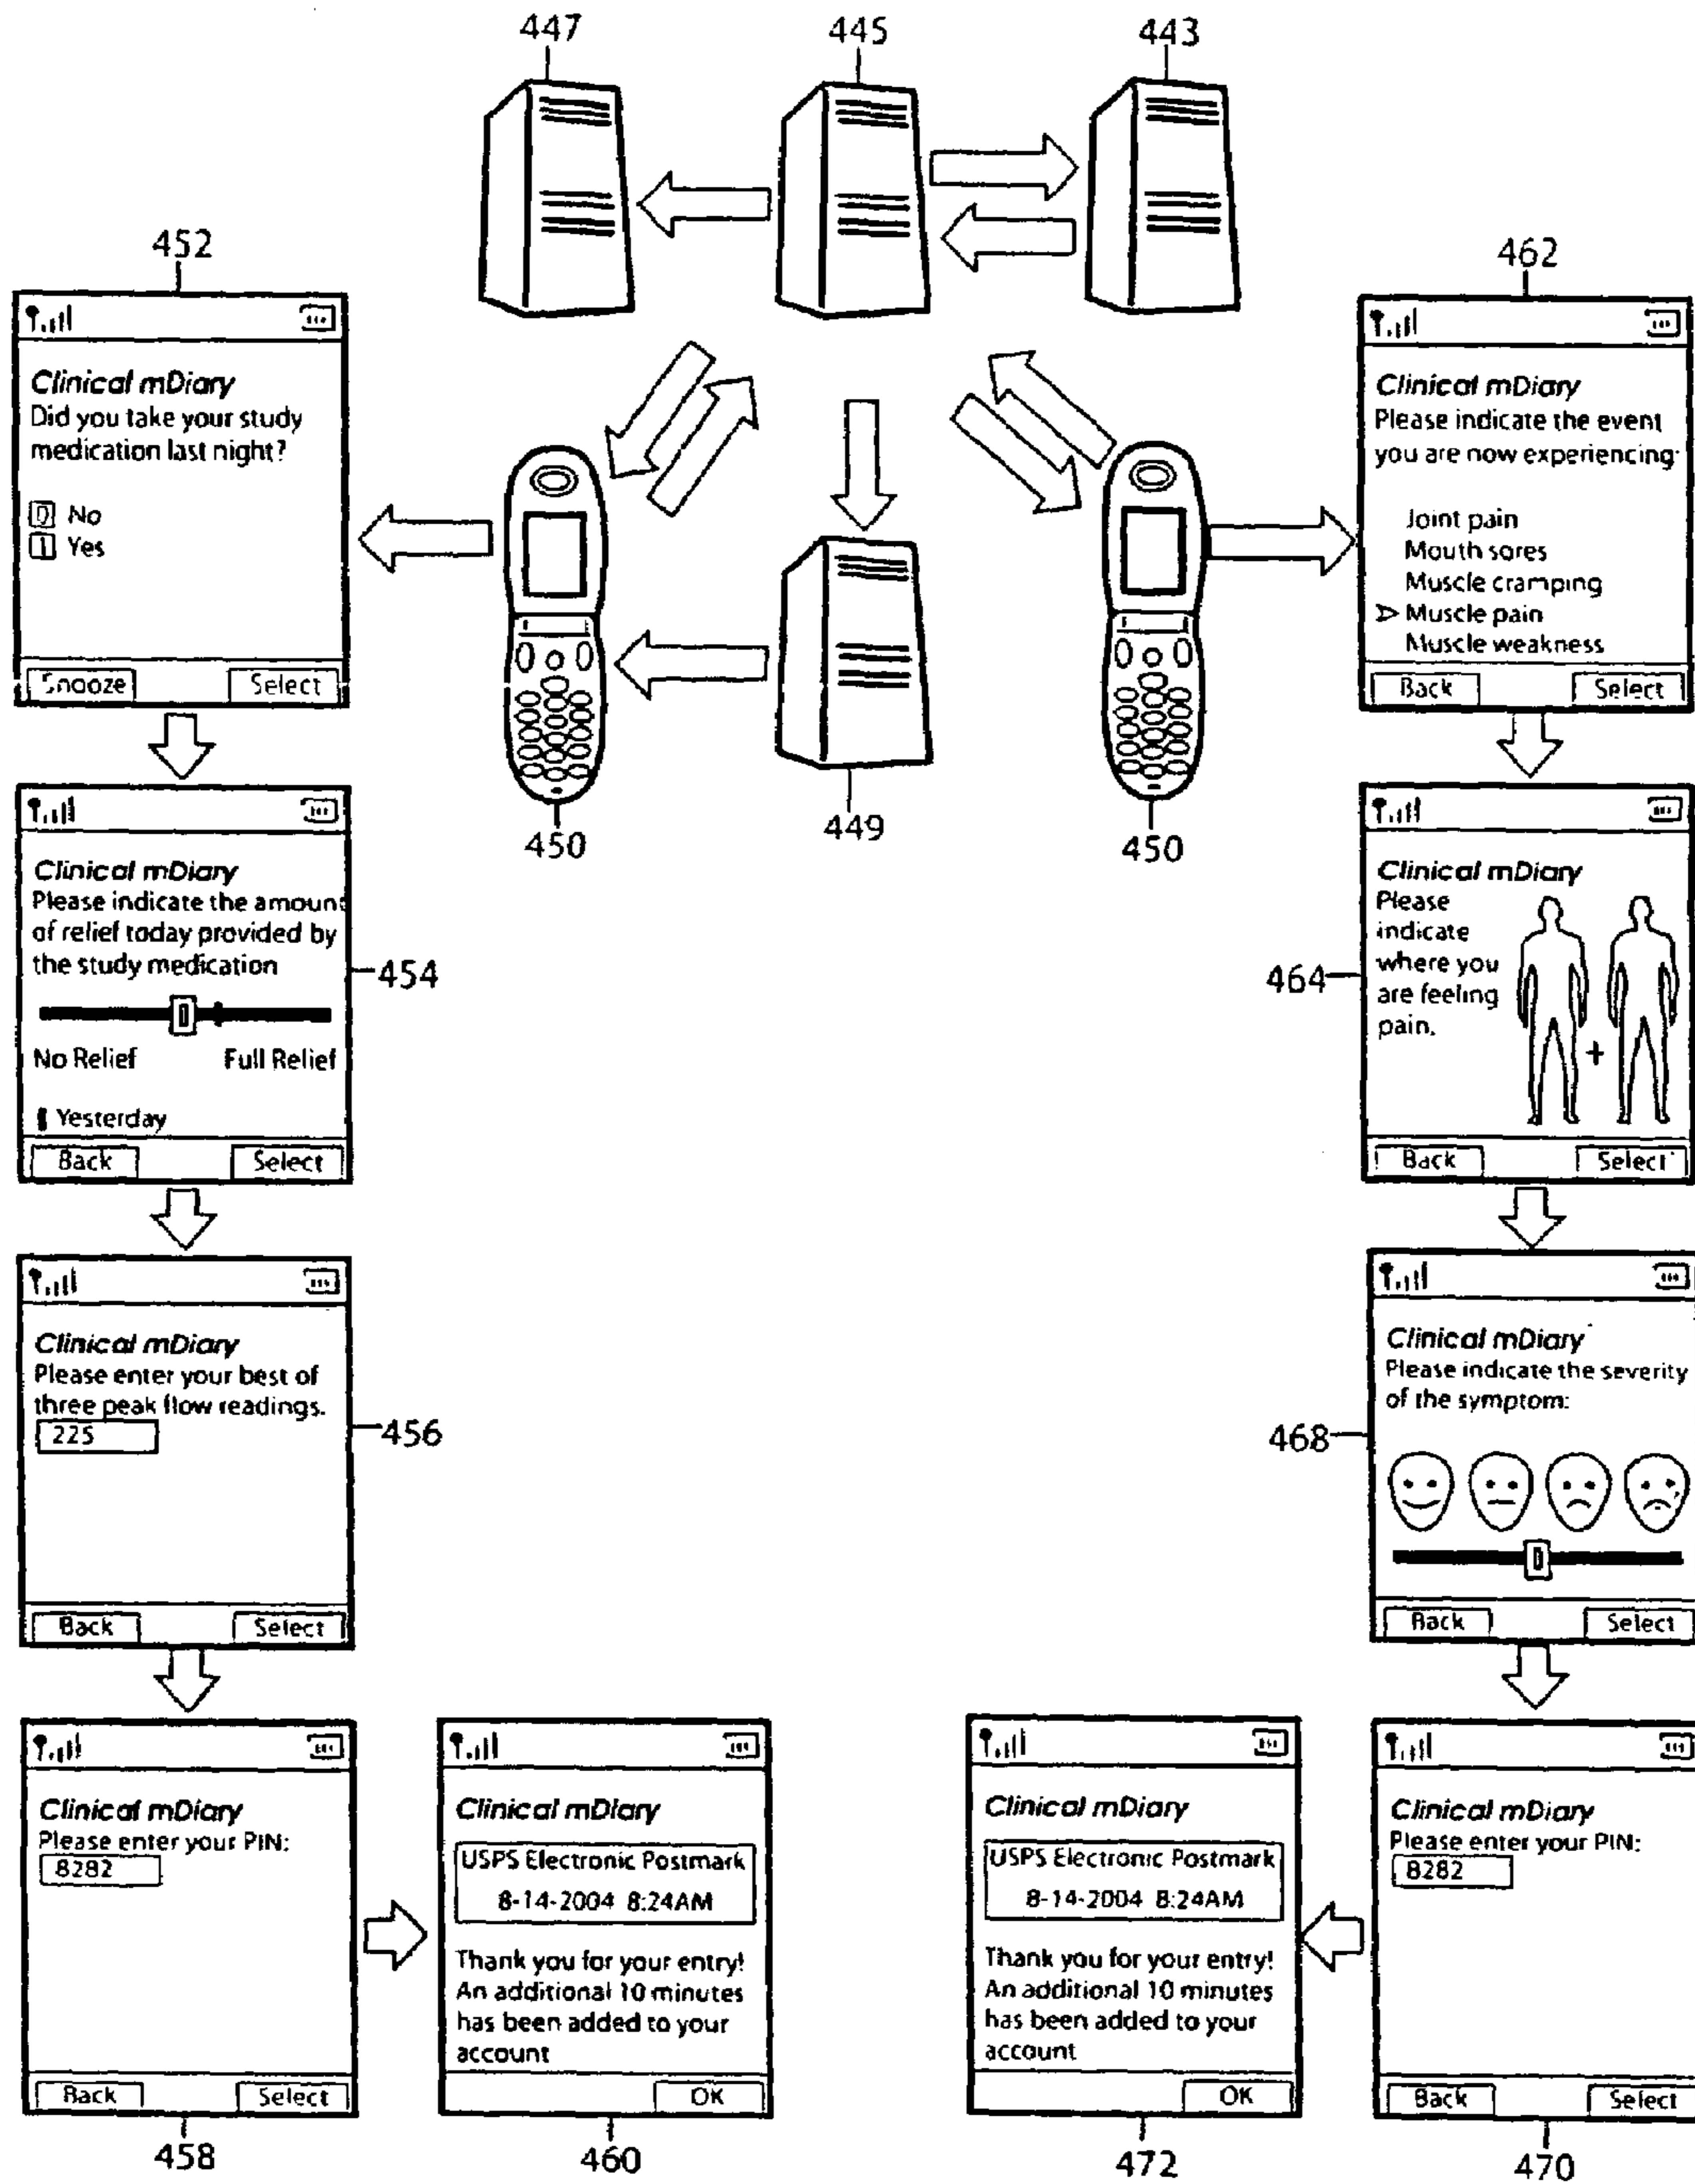 447
445
443
452
Clinical mDiary
Did you take your study
medication last night?
0 No
1 Yes
Snooze
Select
462
Clinical mDiary
Please indicate the event
you are now experiencing:
Joint pain
Mouth sores
Muscle cramping
> Muscle pain
Muscle weakness
Back
Select
450
449
450
Clinical mDiary
Please indicate the amount
of relief today provided by
the study medication
No Relief
Full Relief
Yesterday
Back
Select
454
464
Clinical mDiary
Please
indicate
where you
are feeling
pain.
+
Back
Select
Clinical mDiary
Please enter your best of
three peak flow readings.
225
Back
Select
456
468
Clinical mDiary
Please indicate the severity
of the symptom:
Back
Select
Clinical mDiary
Please enter your PIN:
8282
Back
Select
458
Clinical mDiary
USPS Electronic Postmark
8-14-2004 8:24AM
Thank you for your entry!
An additional 10 minutes
has been added to your
account
OK
460
Clinical mDiary
USPS Electronic Postmark
8-14-2004 8:24AM
Thank you for your entry!
An additional 10 minutes
has been added to your
account
OK
472
Clinical mDiary
Please enter your PIN:
8282
Back
Select
470